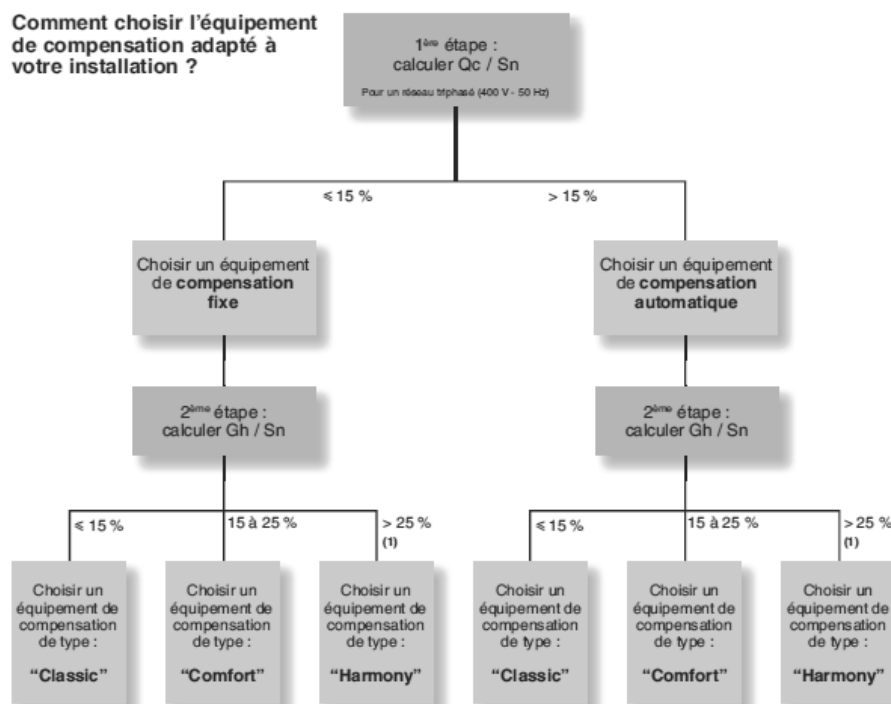 Comment choisir l'équipement
de compensation adapté à
votre installation ?
1ère étape :
calculer Qc / Sn
Pour un réseau triphasé (400 V - 50 Hz)
⩽ 15 %
> 15 %
Choisir un équipement
de compensation
fixe
Choisir un équipement
de compensation
automatique
2ème étape :
calculer Gh / Sn
2ème étape :
calculer Gh / Sn
⩽ 15 %
15 à 25 %
> 25 %
(1)
⩽ 15 %
15 à 25 %
> 25 %
(1)
Choisir un
équipement de
compensation
de type :
"Classic"
Choisir un
équipement de
compensation
de type :
"Comfort"
Choisir un
équipement de
compensation
de type :
"Harmony"
Choisir un
équipement de
compensation
de type :
"Classic"
Choisir un
équipement de
compensation
de type :
"Comfort"
Choisir un
équipement de
compensation
de type :
"Harmony"